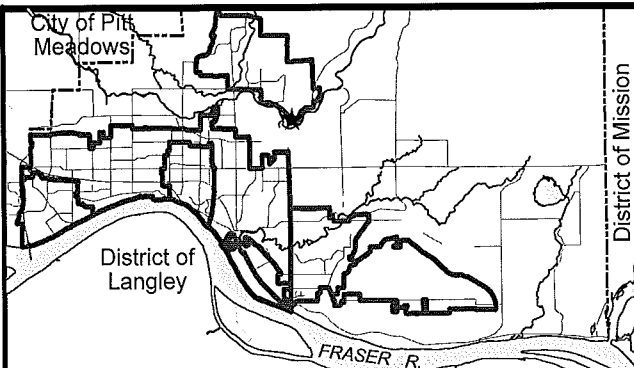 City of Pitt
Meadows
District of Mission
District of
Langley
FRASER R.